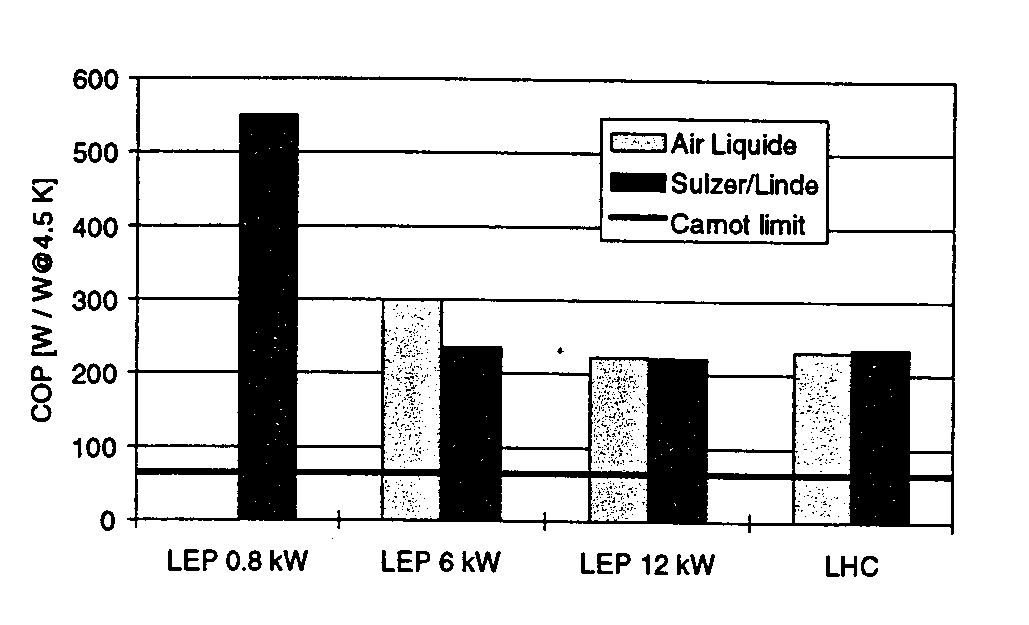 600
500
400
300
200
100
0
COP [W / W@4.5 K]
Air Liquide
Sulzer/Linde
Carnot limit
LEP 0.8 kW
LEP 6 kW
LEP 12 kW
LHC